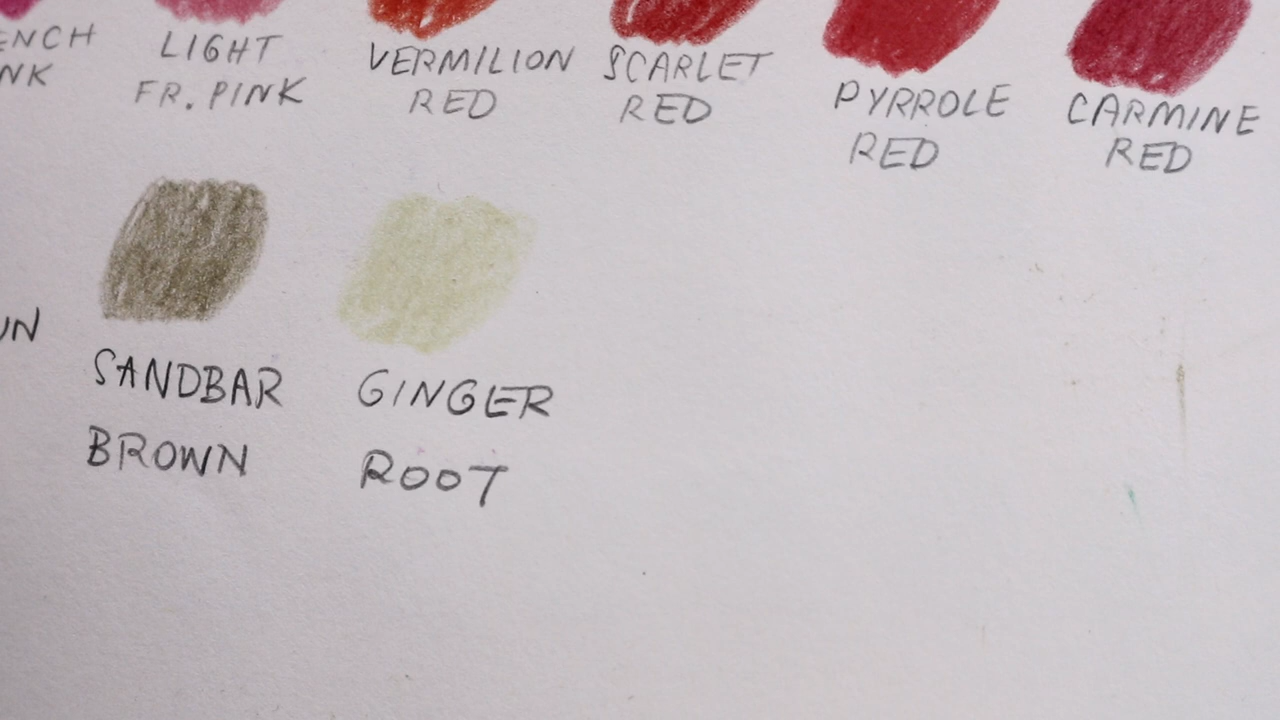 LIGHT
FR. PINK
VERMILION
RED
SCARLET
RED
PYRROLE
RED
CARMINE
RED
SANDBAR
BROWN
GINGER
ROOT